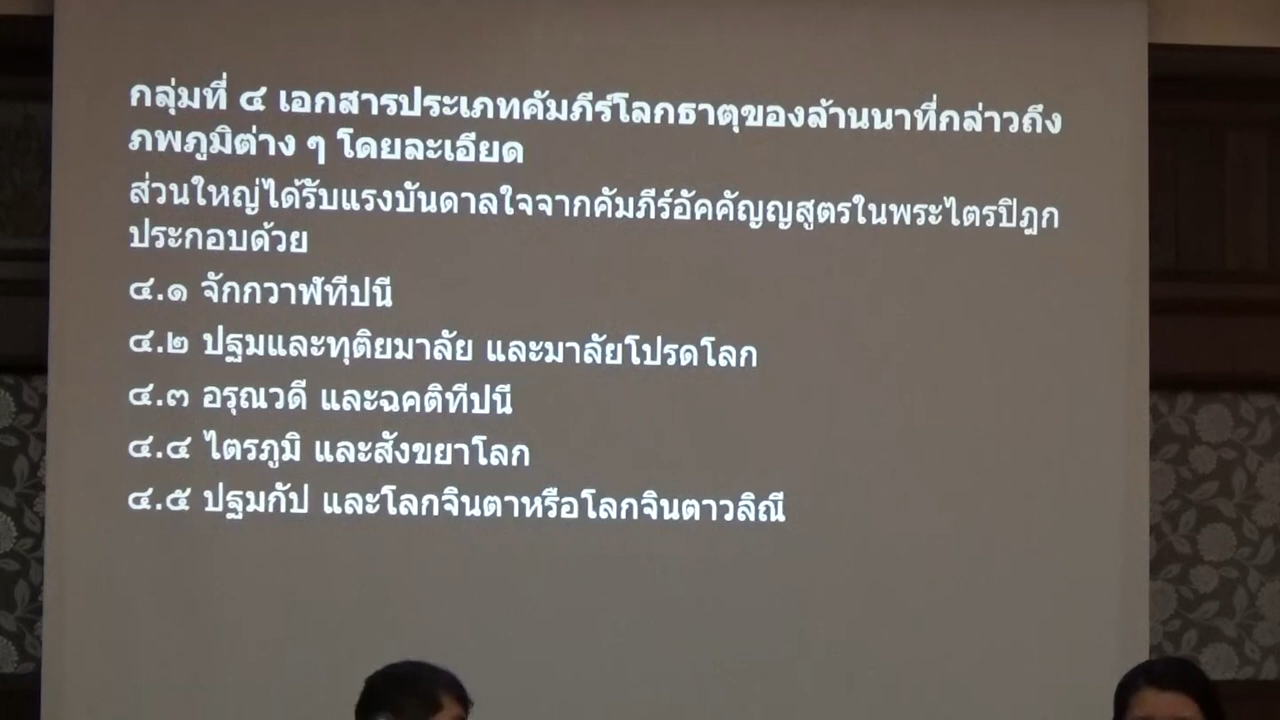 กลุ่มที่ ๔ เอกสารประเภทคัมภีร์โลกธาตุของล้านนาที่กล่าวถึง
ภพภูมิต่าง ๆ โดยละเอียด
ส่วนใหญ่ได้รับแรงบันดาลใจจากคัมภีร์อัคคัญญสูตรในพระไตรปิฎก
ประกอบด้วย
๔.๑ จักกวาฬทีปนี
๔.๒ ปฐมและทุติยมาลัย และมาลัยโปรดโลก
๔.๓ อรุณวดี และฉคติทีปนี
๔.๔ ไตรภูมิ และสังขยาโลก
๔.๕ ปฐมกัป และโลกจินตาหรือโลกจินตาวลิณี